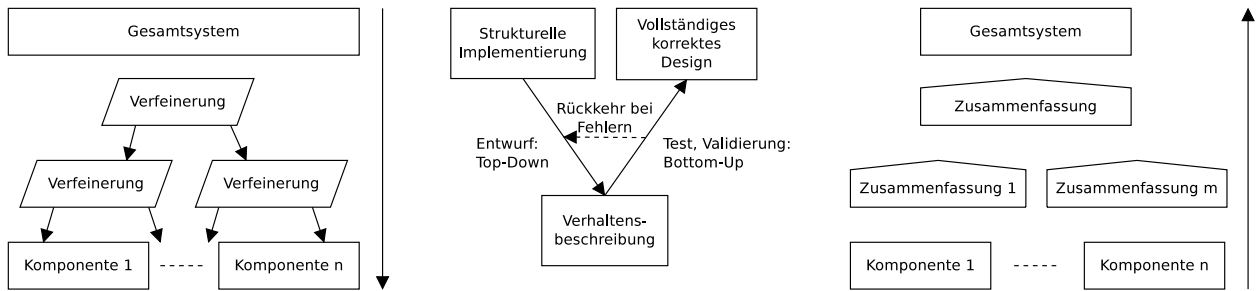 Gesamtsystem
Verfeinerung
Verfeinerung
Verfeinerung
Komponente 1
Komponente n
Strukturelle
Implementierung
Vollständiges
korrektes
Design
Rückkehr bei
Fehlern
Entwurf:
Top-Down
Test, Validierung:
Bottom-Up
Verhaltens-
beschreibung
Gesamtsystem
Zusammenfassung
Zusammenfassung 1
Zusammenfassung m
Komponente 1
Komponente n